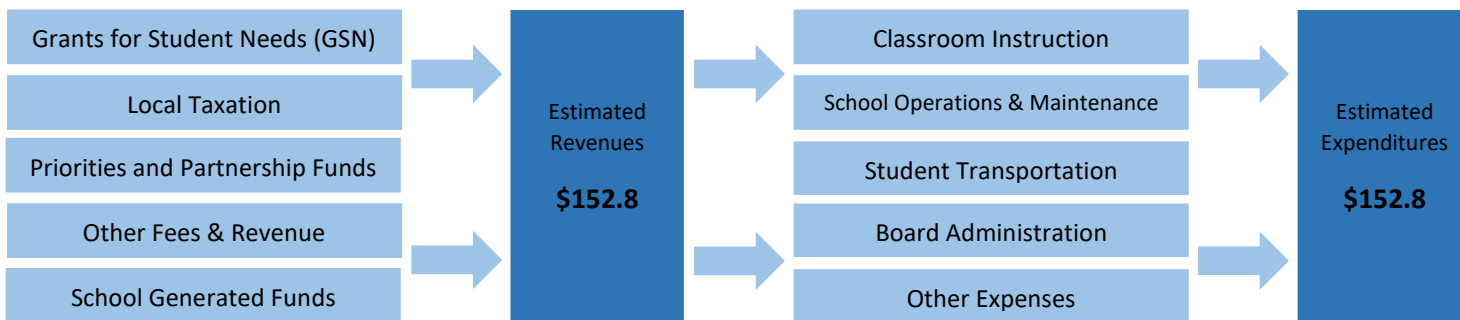 Grants for Student Needs (GSN)
Local Taxation
Priorities and Partnership Funds
Other Fees & Revenue
School Generated Funds
Estimated
Revenues
$152.8
Classroom Instruction
School Operations & Maintenance
Student Transportation
Board Administration
Other Expenses
Estimated
Expenditures
$152.8